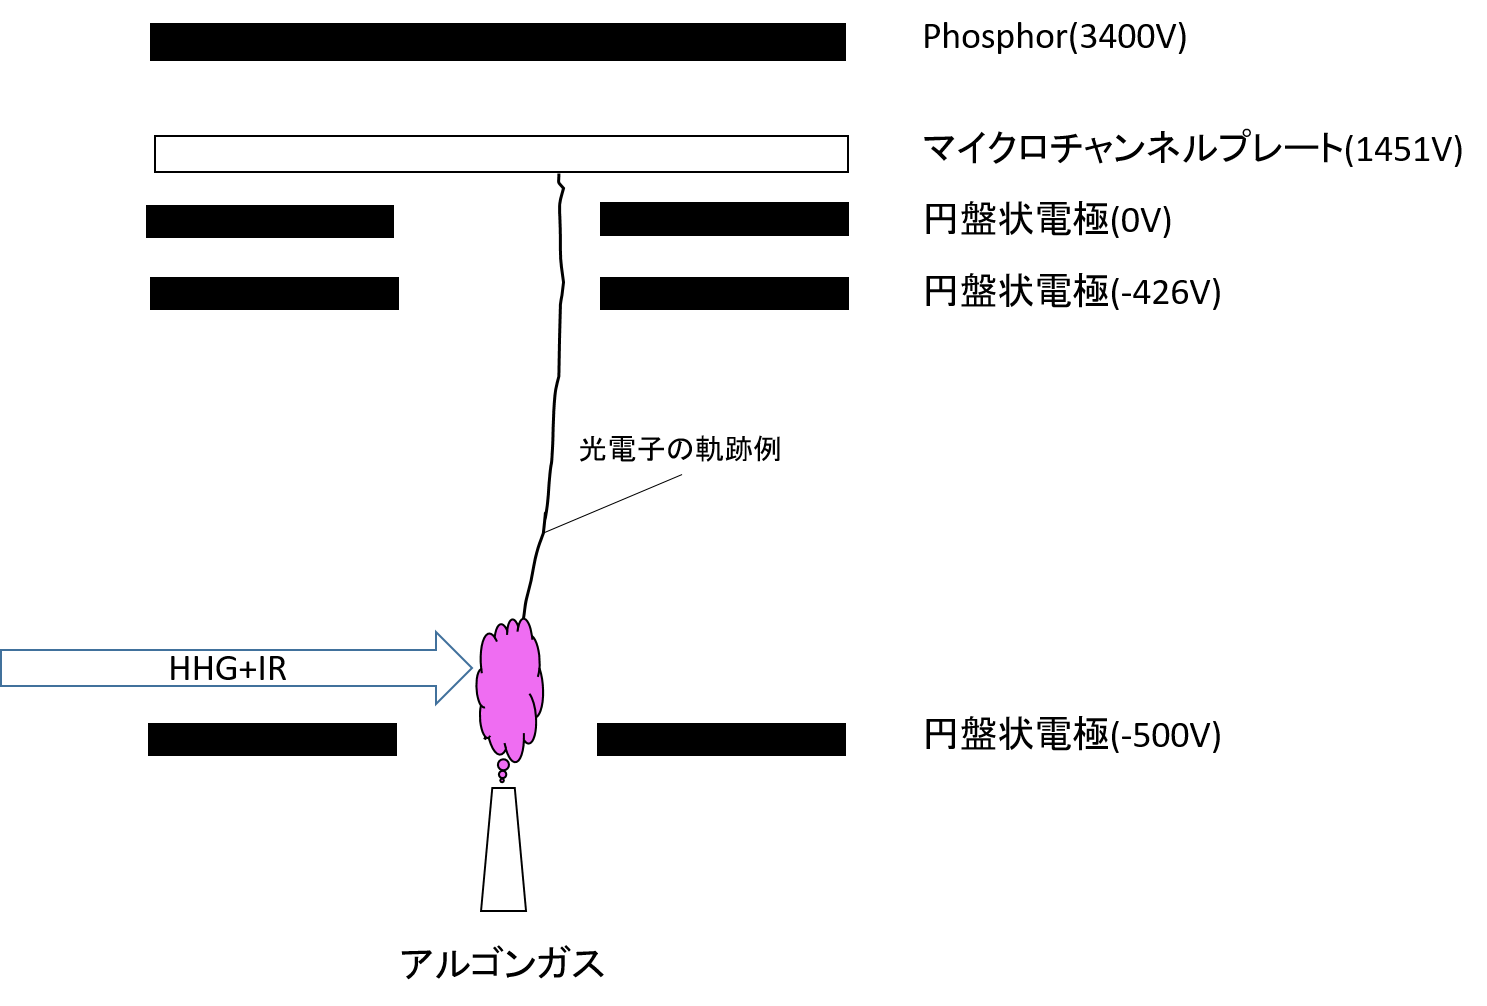 Phosphor(3400V)
マイクロチャンネルプレート(1451V)
円盤状電極(0V)
円盤状電極(-426V)
光電子の軌跡例
HHG+IR
円盤状電極(-500V)
アルゴンガス